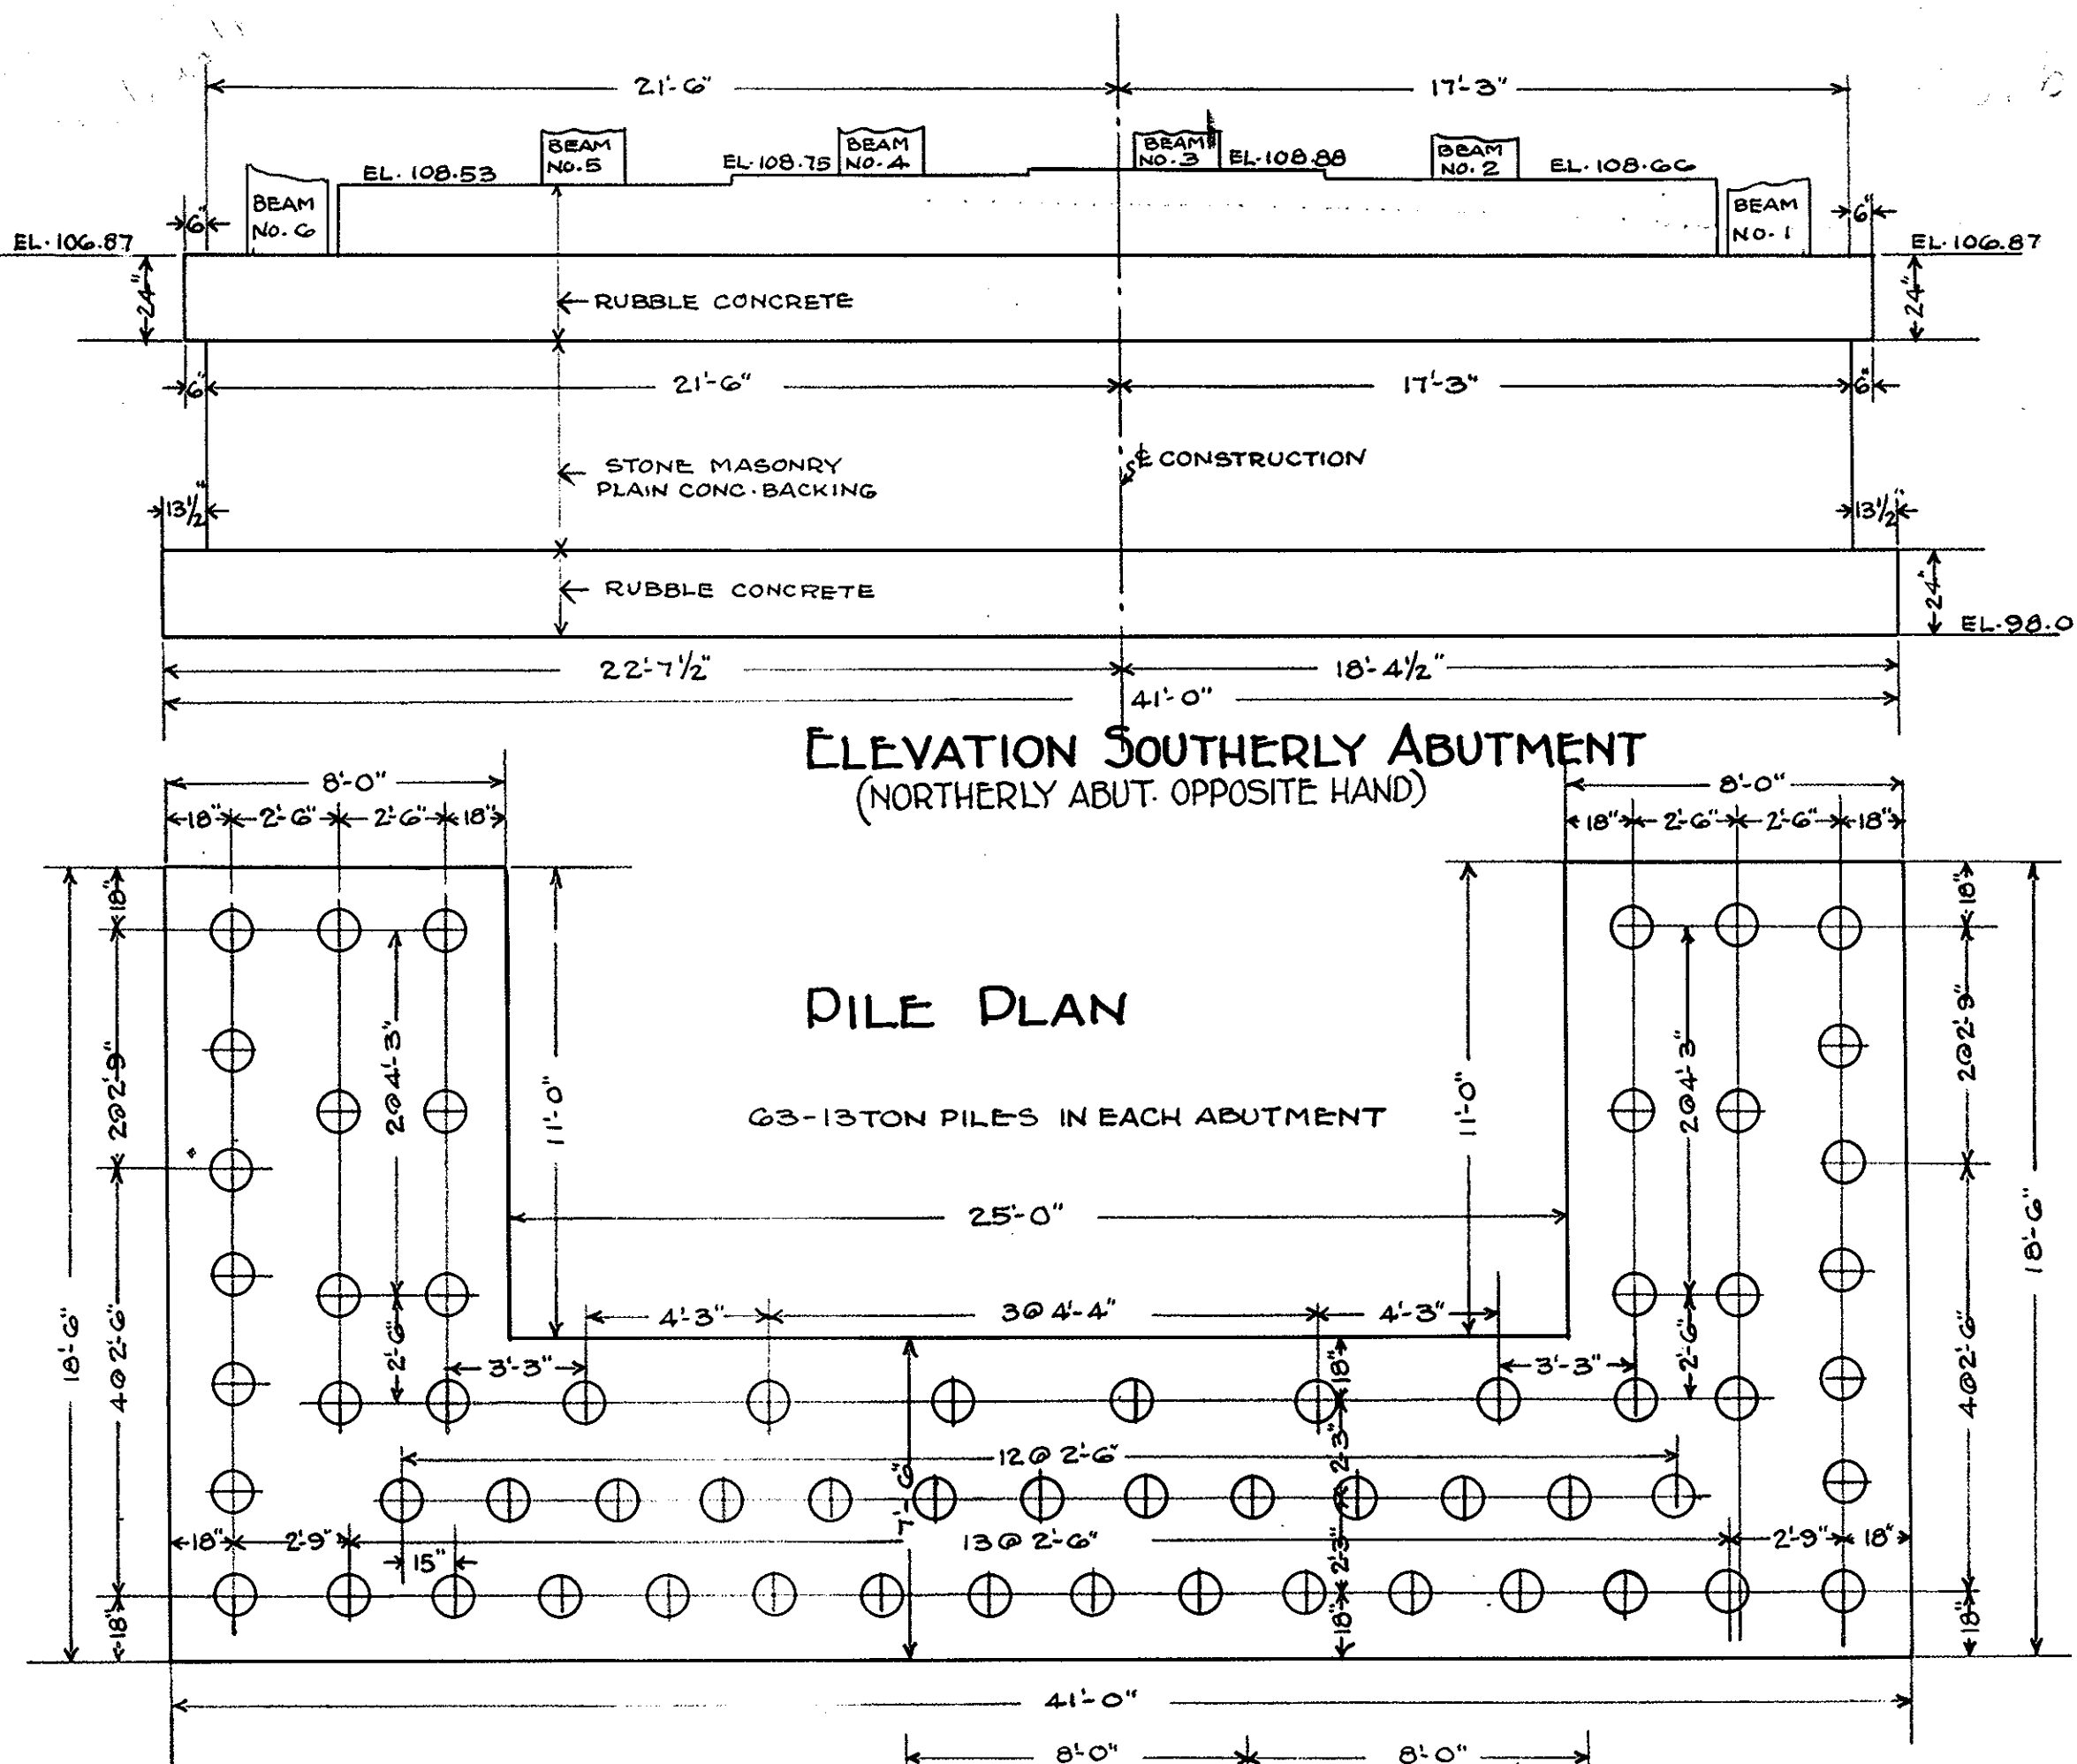 21'-6" 17'-3"
BEAM NO.5
BEAM NO.4
BEAM NO.3
BEAM NO.2
EL. 108.53
EL. 108.75
EL. 108.88
EL. 108.66
BEAM NO. 6
BEAM NO. 1
6" 6"
EL. 106.87 EL. 106.87
24" 24"
RUBBLE CONCRETE
6" 21'-6" 17'-3" 6"
STONE MASONRY
PLAIN CONC. BACKING
℄ CONSTRUCTION
13½" 13½"
RUBBLE CONCRETE
24"
EL. 98.0
22'-7½" 18'-4½"
41'-0"
ELEVATION SOUTHERLY ABUTMENT
(NORTHERLY ABUT. OPPOSITE HAND)
8'-0" 8'-0"
18" 2'-6" 2'-6" 18" 18" 2'-6" 2'-6" 18"
18" 18"
PILE PLAN
2@2'-9" 2@4'-3" 11'-0" 11'-0" 2@4'-3" 2@2'-9"
63-13 TON PILES IN EACH ABUTMENT
25'-0"
18'-6" 18'-6"
4'-3" 3@4'-4" 4'-3"
4@2'-6" 2'-6" 3'-3" 18" 3'-3" 2'-6" 4@2'-6"
12@2'-6" 2'-3"
7'-6"
18" 2'-9" 13@2'-6" 2'-3" 2'-9" 18"
15"
18" 18" 18"
41'-0"
8'-0" 8'-0"